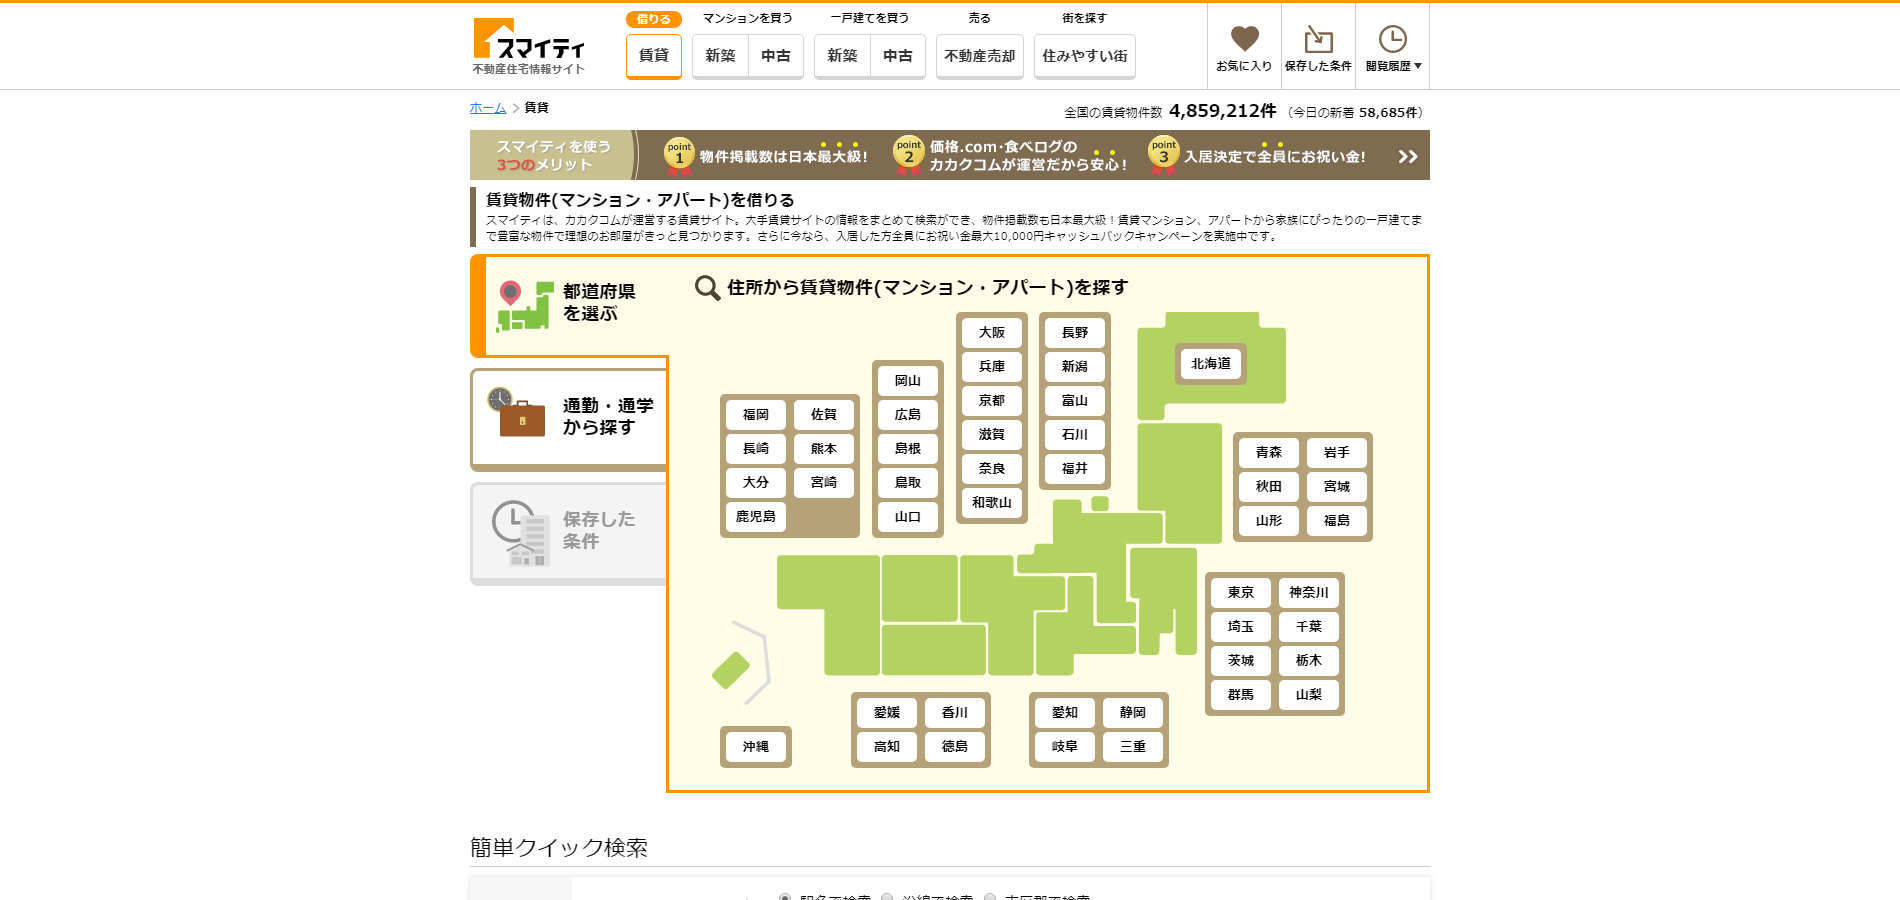 借りる
マンションを買う
一戸建てを買う
売る
街を探す
スマイティ
不動産住宅情報サイト
賃貸
新築
中古
新築
中古
不動産売却
住みやすい街
お気に入り
保存した条件
閲覧履歴▼
ホーム > 賃貸
全国の賃貸物件数 4,859,212件 （今日の新着 58,685件）
スマイティを使う
3つのメリット
point 1 物件掲載数は日本最大級!
point 2 価格.com・食べログの
カカクコムが運営だから安心!
point 3 入居決定で全員にお祝い金!
賃貸物件(マンション・アパート)を借りる
スマイティは、カカクコムが運営する賃貸サイト。大手賃貸サイトの情報をまとめて検索ができ、物件掲載数も日本最大級！賃貸マンション、アパートから家族にぴったりの一戸建てま
で豊富な物件で理想のお部屋がきっと見つかります。さらに今なら、入居した方全員にお祝い金最大10,000円キャッシュバックキャンペーンを実施中です。
都道府県
を選ぶ
通勤・通学
から探す
保存した
条件
住所から賃貸物件(マンション・アパート)を探す
福岡 佐賀
長崎 熊本
大分 宮崎
鹿児島
岡山
広島
島根
鳥取
山口
大阪
兵庫
京都
滋賀
奈良
和歌山
長野
新潟
富山
石川
福井
北海道
青森 岩手
秋田 宮城
山形 福島
東京 神奈川
埼玉 千葉
茨城 栃木
群馬 山梨
沖縄
愛媛 香川
高知 徳島
愛知 静岡
岐阜 三重
簡単クイック検索
駅名で検索 沿線で検索 市区郡で検索